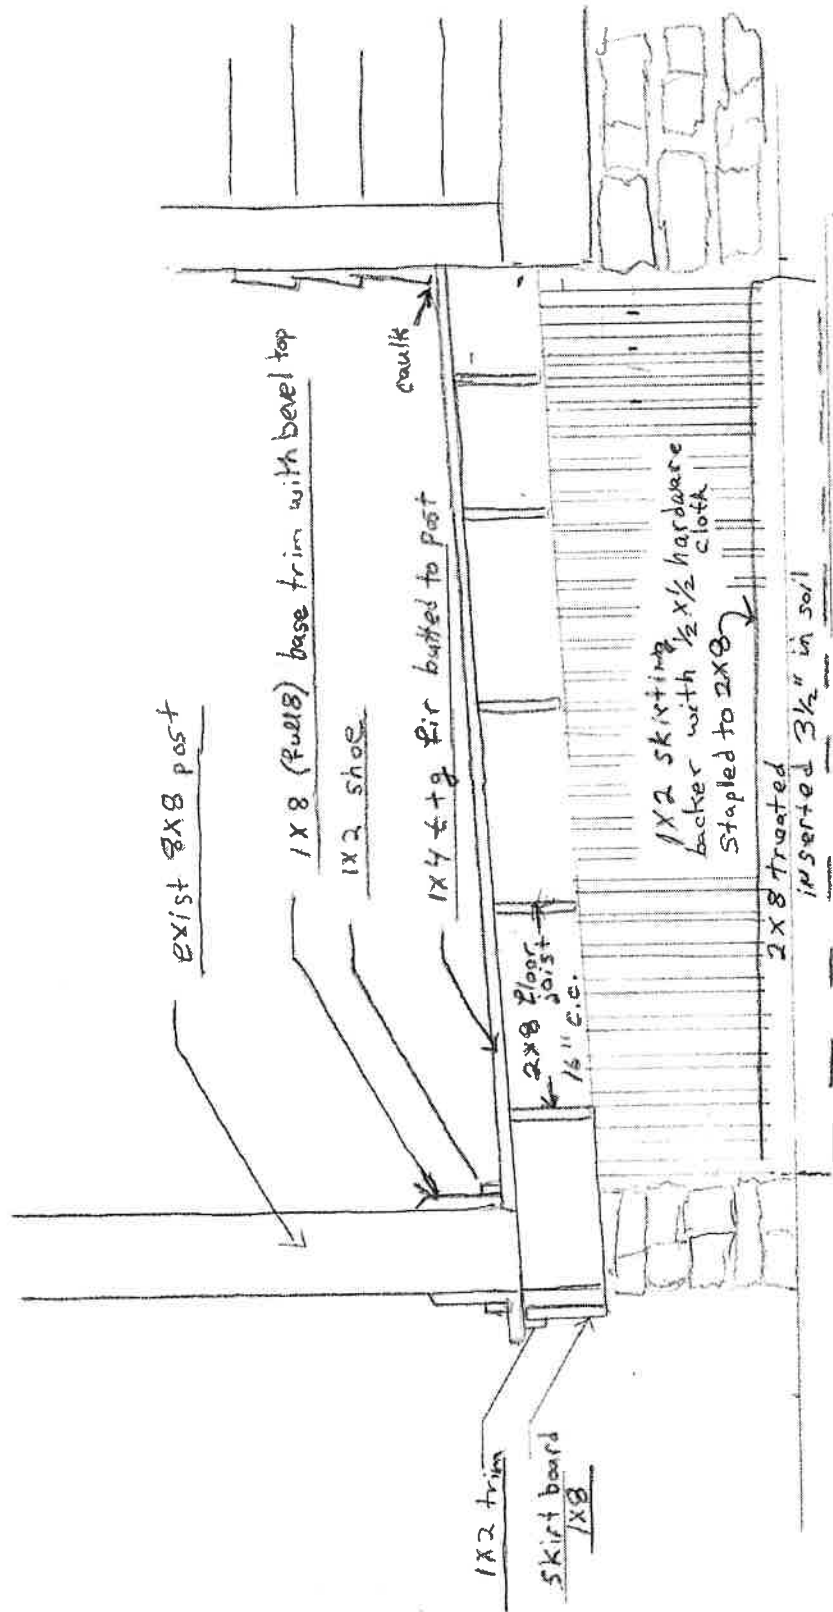 exist 8x8 post
1x8 (full 8) base trim with bevel top
1x2 shoe
1x4 t+g fir butted to post
caulk
2x8 floor
joist
16" c.c.
1x2 skirting
backer with 1/2 x 1/2 hardware
cloth
stapled to 2x8
2x8 treated
inserted 3 1/2" in soil
1x2 trim
skirt board
1x8